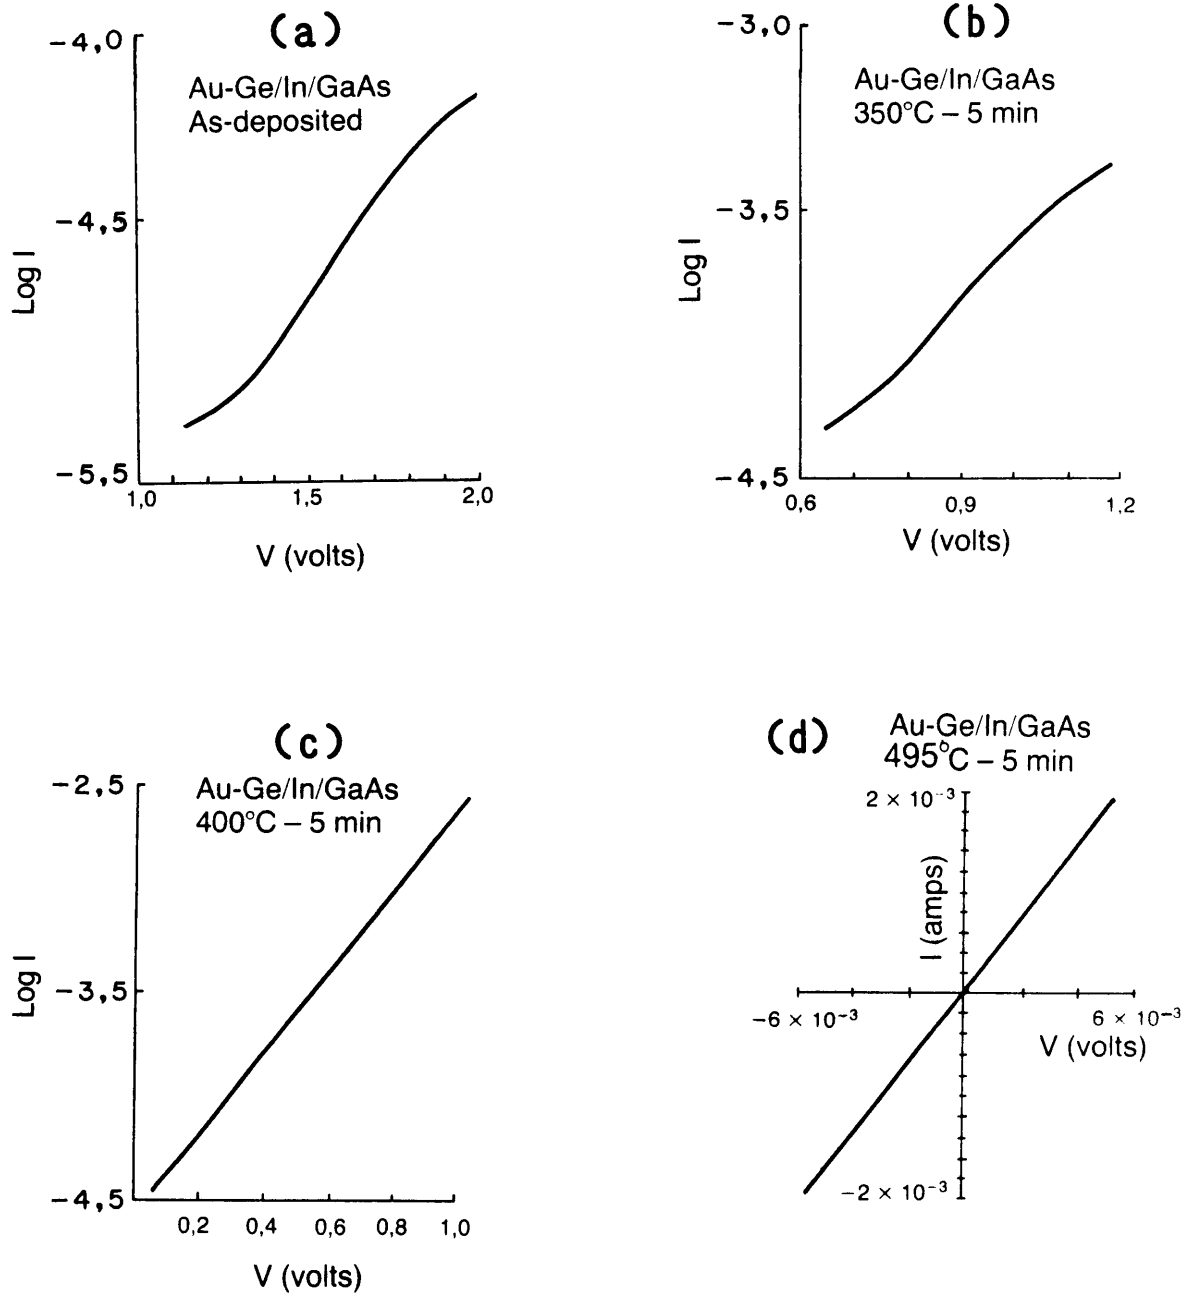 (a)
Au-Ge/In/GaAs
As-deposited
-4,0
-4,5
-5,5
Log I
1,0 1,5 2,0
V (volts)
(b)
Au-Ge/In/GaAs
350°C – 5 min
-3,0
-3,5
-4,5
Log I
0,6 0,9 1,2
V (volts)
(c)
Au-Ge/In/GaAs
400°C – 5 min
-2,5
-3,5
-4,5
Log I
0,2 0,4 0,6 0,8 1,0
V (volts)
(d)
Au-Ge/In/GaAs
495°C – 5 min
2 × 10⁻³
I (amps)
-6 × 10⁻³ 6 × 10⁻³
V (volts)
-2 × 10⁻³